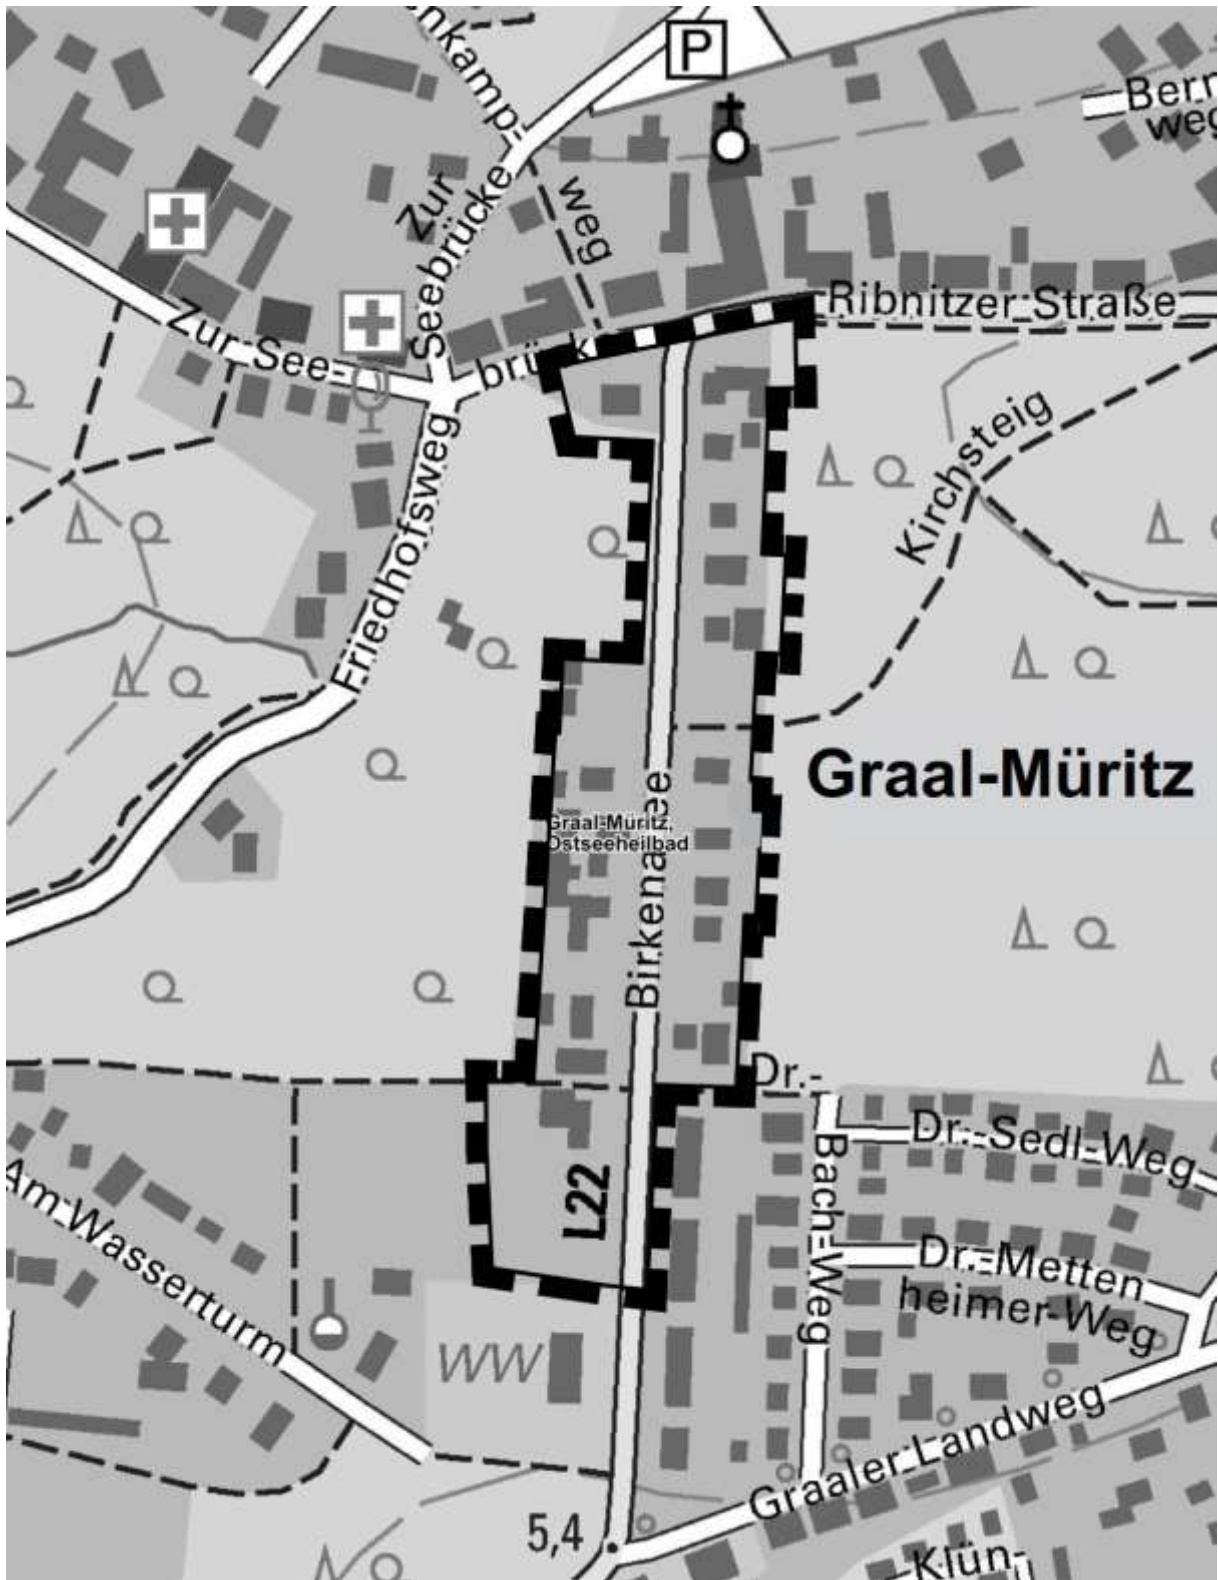 P
Bern
weg
enkamp-
weg
Zur
Seebrücke
Ribnitzer Straße
Zur See-
brück
Kirchsteig
Friedhofsweg
Graal-Müritz
Graal-Müritz,
Ostseeheilbad
Birkenallee
Dr.-
Bach-Weg
Dr.-Sedl-Weg
L22
Am Wasserturm
Dr.-Metten
heimer-Weg
WW
Graaler Landweg
5,4
Klün-